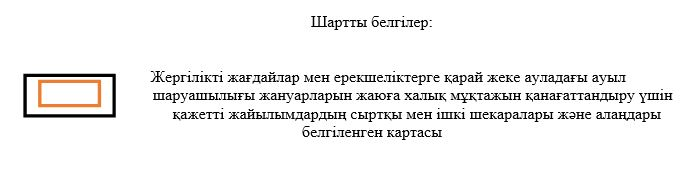 Шартты белгілер:
Жергілікті жағдайлар мен ерекшеліктерге қарай жеке ауладағы ауыл
шаруашылығы жануарларын жаюға халық мұқтажын қанағаттандыру үшін
қажетті жайылымдардың сыртқы мен ішкі шекаралары және алаңдары
белгіленген картасы